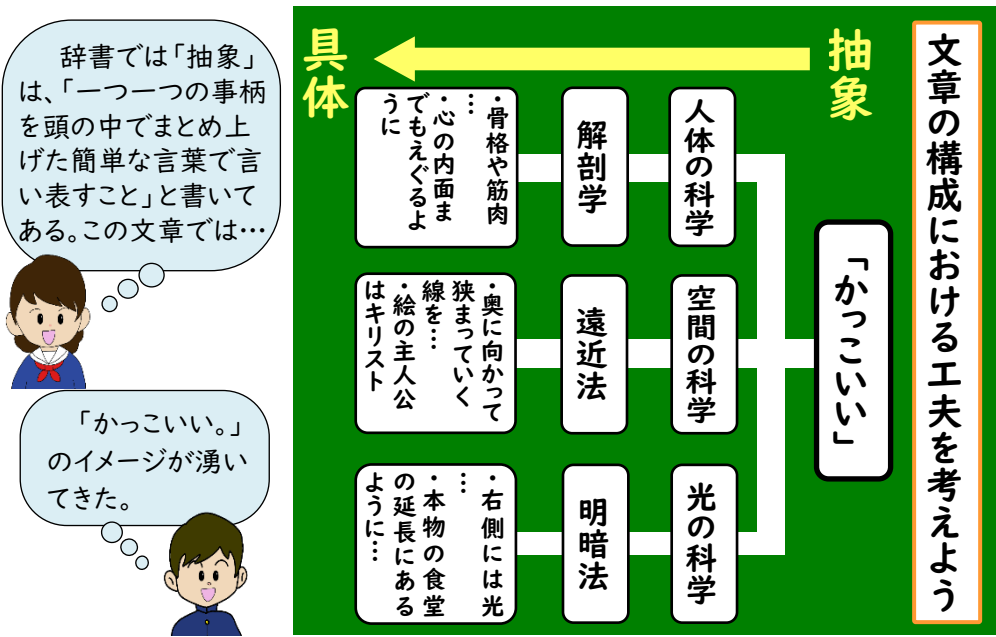 辞書では「抽象」
は、「一つ一つの事柄
を頭の中でまとめ上
げた簡単な言葉で言
い表すこと」と書いて
ある。この文章では…
「かっこいい。」
のイメージが湧い
てきた。
文章の構成における工夫を考えよう
抽象
具体
「かっこいい」
人体の科学
解剖学
・骨格や筋肉
…
・心の内面ま
でもえぐるよ
うに
空間の科学
遠近法
・奥に向かって
狭まっていく
線を…
・絵の主人公
はキリスト
光の科学
明暗法
・右側には光
…
・本物の食堂
の延長にある
ように…